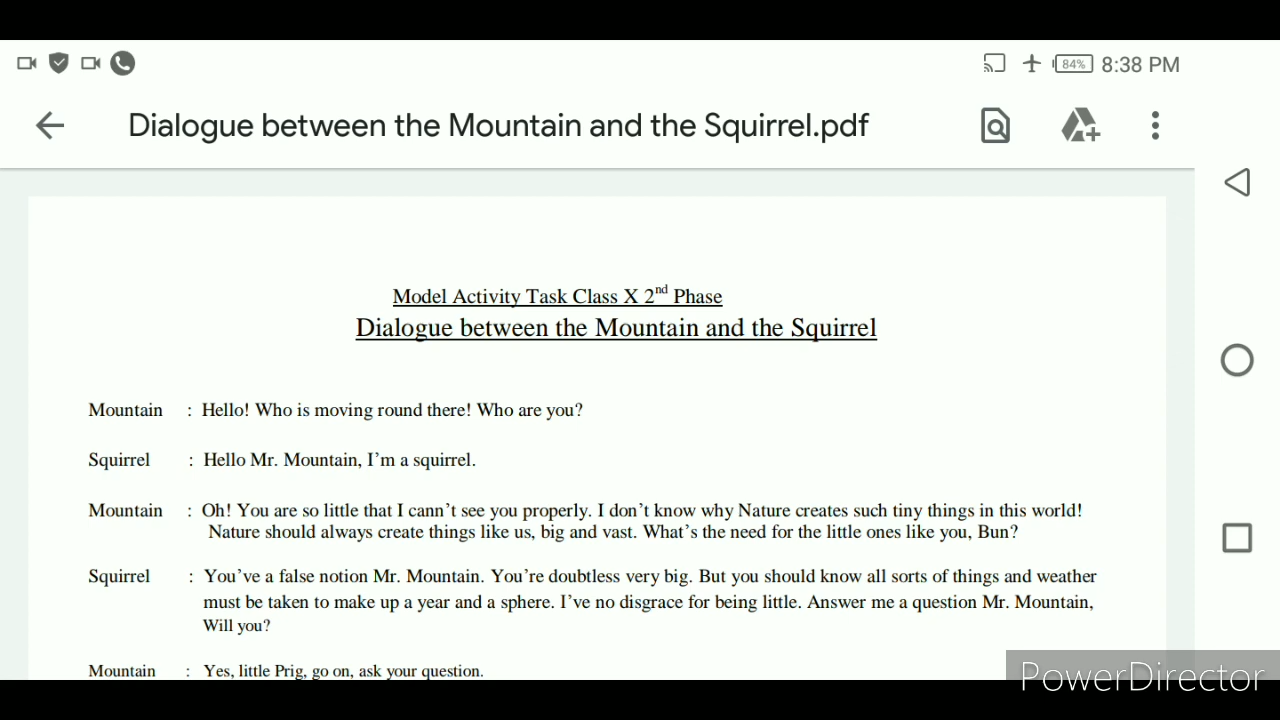 84% 8:38 PM
Dialogue between the Mountain and the Squirrel.pdf
Model Activity Task Class X 2nd Phase
Dialogue between the Mountain and the Squirrel
Mountain : Hello! Who is moving round there! Who are you?
Squirrel : Hello Mr. Mountain, I’m a squirrel.
Mountain : Oh! You are so little that I cann’t see you properly. I don’t know why Nature creates such tiny things in this world!
Nature should always create things like us, big and vast. What’s the need for the little ones like you, Bun?
Squirrel : You’ve a false notion Mr. Mountain. You’re doubtless very big. But you should know all sorts of things and weather
must be taken to make up a year and a sphere. I’ve no disgrace for being little. Answer me a question Mr. Mountain,
Will you?
Mountain : Yes, little Prig, go on, ask your question.
PowerDirector